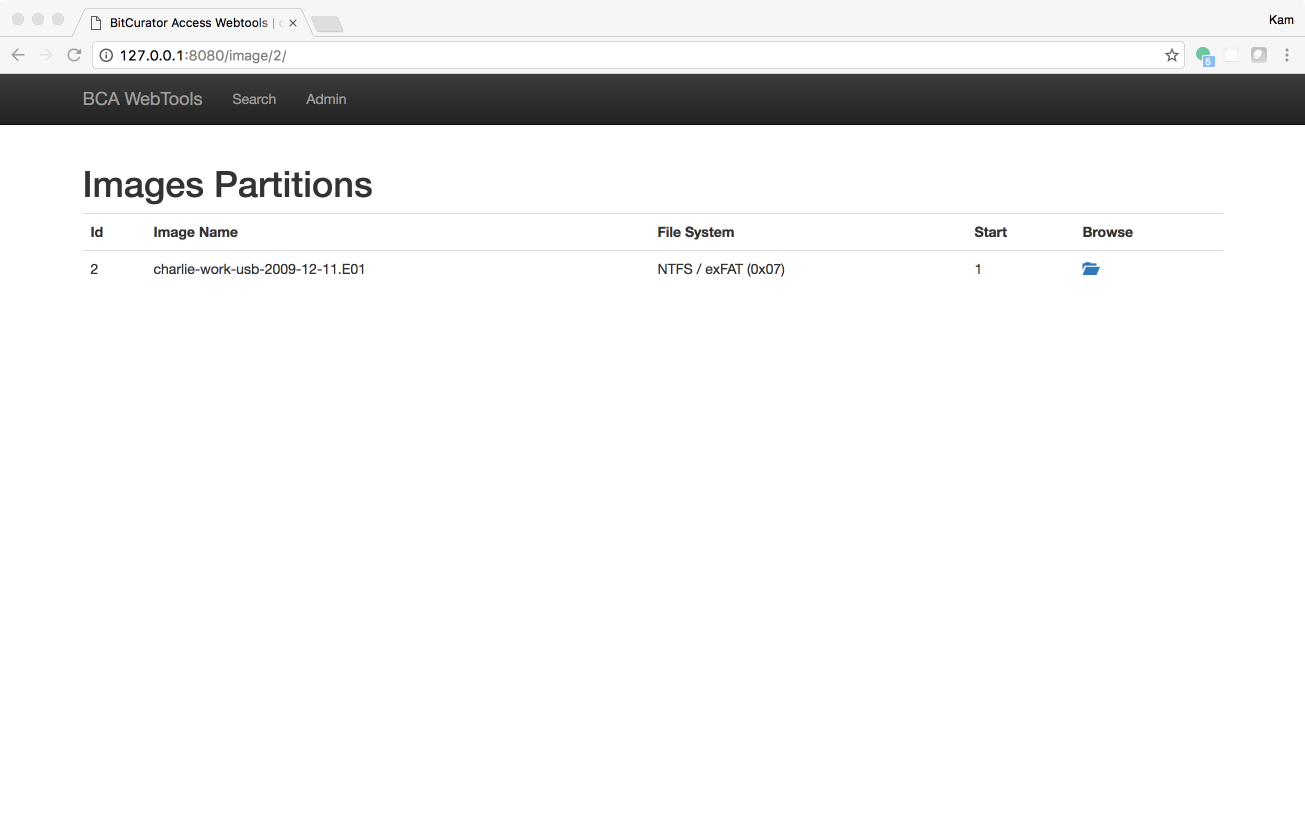 BitCurator Access Webtools |
Kam
127.0.0.1:8080/image/2/
5
BCA WebTools Search Admin
Images Partitions
Id Image Name File System Start Browse
2 charlie-work-usb-2009-12-11.E01 NTFS / exFAT (0x07) 1